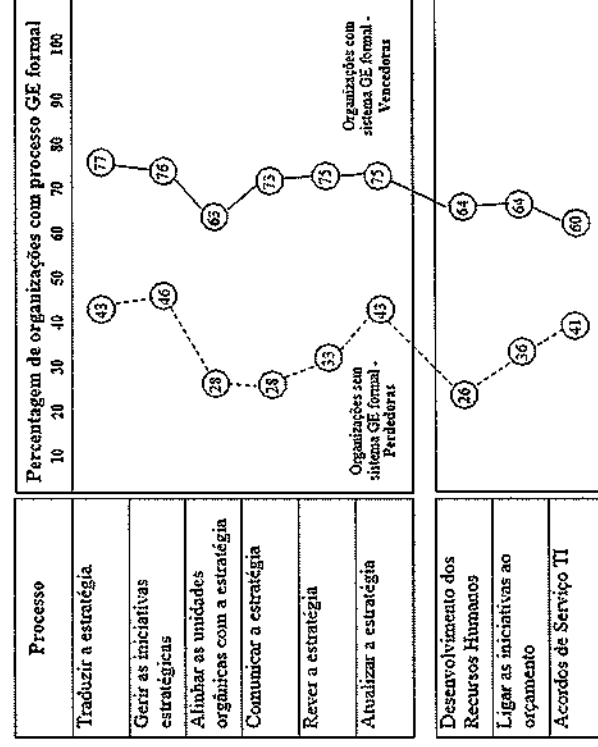 Processo
Percentagem de organizações com processo GE formal
10 20 30 40 50 60 70 80 90 100
Traduzir a estratégia
43 77
Gerir as iniciativas
estratégicas
46 76
Alinhar as unidades
orgânicas com a estratégia
28 63
Comunicar a estratégia
28 73
Rever a estratégia
33 75
Atualizar a estratégia
43 75
Organizações sem
sistema GE formal -
Perdedoras
Organizações com
sistema GE formal -
Vencedoras
Desenvolvimento dos
Recursos Humanos
26 64
Ligar as iniciativas ao
orçamento
36 64
Acordos de Serviço TI
41 60